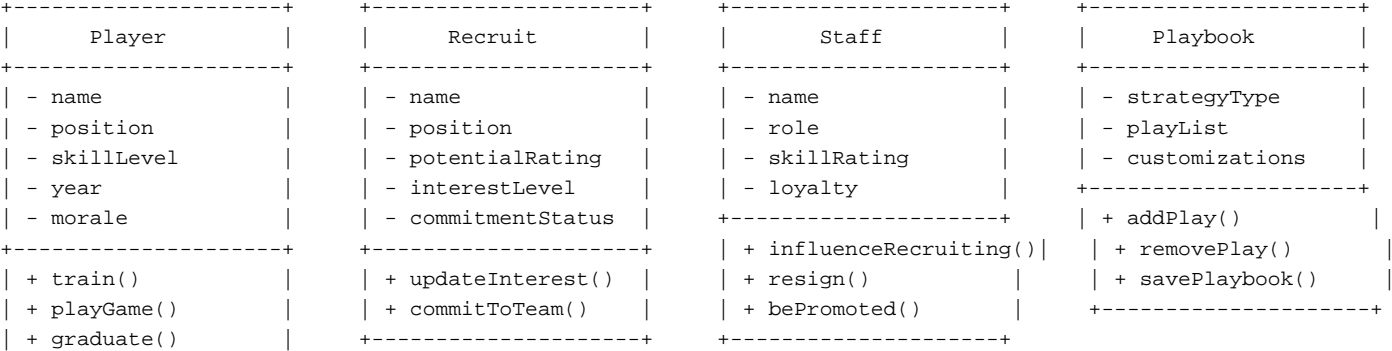 +---------------------+     +---------------------+     +---------------------+     +---------------------+
|       Player        |     |       Recruit       |     |        Staff        |     |      Playbook       |
+---------------------+     +---------------------+     +---------------------+     +---------------------+
| - name              |     | - name              |     | - name              |     | - strategyType      |
| - position          |     | - position          |     | - role              |     | - playList          |
| - skillLevel        |     | - potentialRating   |     | - skillRating       |     | - customizations    |
| - year              |     | - interestLevel     |     | - loyalty           |     +---------------------+
| - morale            |     | - commitmentStatus  |     +---------------------+     | + addPlay()          |
+---------------------+     +---------------------+     | + influenceRecruiting()|   | + removePlay()       |
| + train()           |     | + updateInterest()  |     | + resign()           |     | + savePlaybook()     |
| + playGame()        |     | + commitToTeam()    |     | + bePromoted()       |     +---------------------+
| + graduate()        |     +---------------------+     +---------------------+